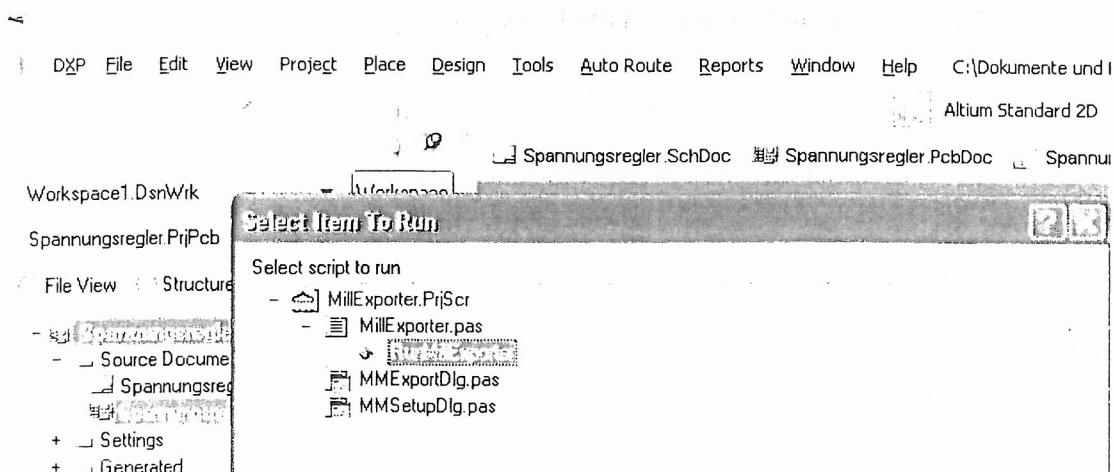 DXP File Edit View Project Place Design Tools Auto Route Reports Window Help C:\Dokumente und
Altium Standard 2D
Spannungsregler.SchDoc Spannungsregler.PcbDoc Spannu
Workspace1.DsnWrk Workspace
Select Item To Run
Spannungsregler.PrjPcb
Select script to run
File View Structure
MillExporter.PrjScr
MillExporter.pas
Spannungsregle
Source Docume
MMExportDlg.pas
Spannungsreg
MMSetupDlg.pas
+ Settings
+ Generated